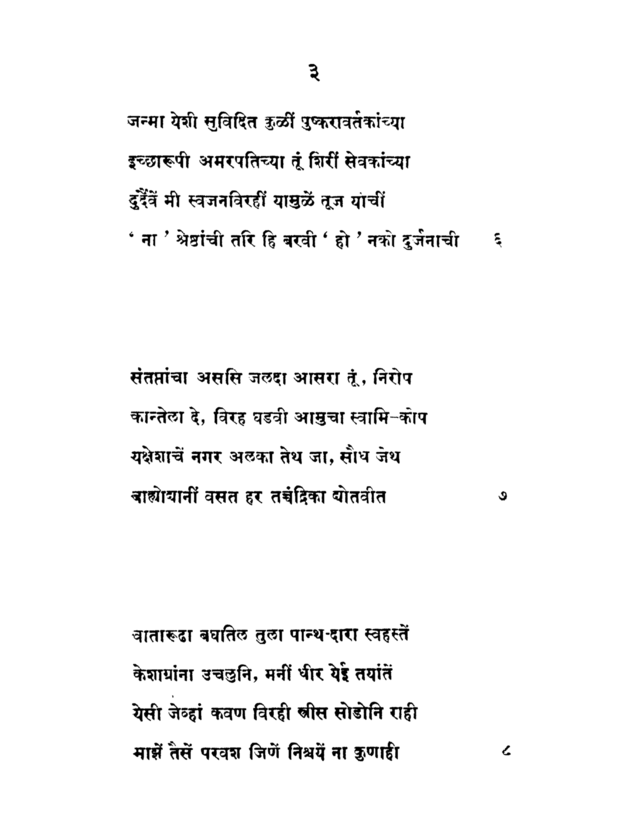 ३
जन्मा येशी सुविदित कुळीं पुष्करावर्तकांच्या
इच्छारूपी अमरपतिच्या तूं शिरीं सेवकांच्या
दुर्दैवें मी स्वजनविरहीं यामुळें तूज यांचीं
‘ ना ’ श्रेष्ठांची तरि हि बरवी ‘ हो ’ नको दुर्जनाची ६
संतप्तांचा अससि जलदा आसरा तूं, निरोप
कान्तेला दे, विरह घडवी आमुचा स्वामि-कोप
यक्षेशाचें नगर अलका तेथ जा, सौध जेथ
बाह्योद्यानीं वसत हर तच्चंद्रिका द्योतवीत ७
वातारूढा बघतिल तुला पान्थ-दारा स्वहस्तें
केशाग्रांना उचलुनि, मनीं धीर येई तयांतें
येसी जेव्हां कवण विरही स्त्रीस सोडोनि राही
माझें तैसें परवश जिणें निश्चयें ना कुणाही ८